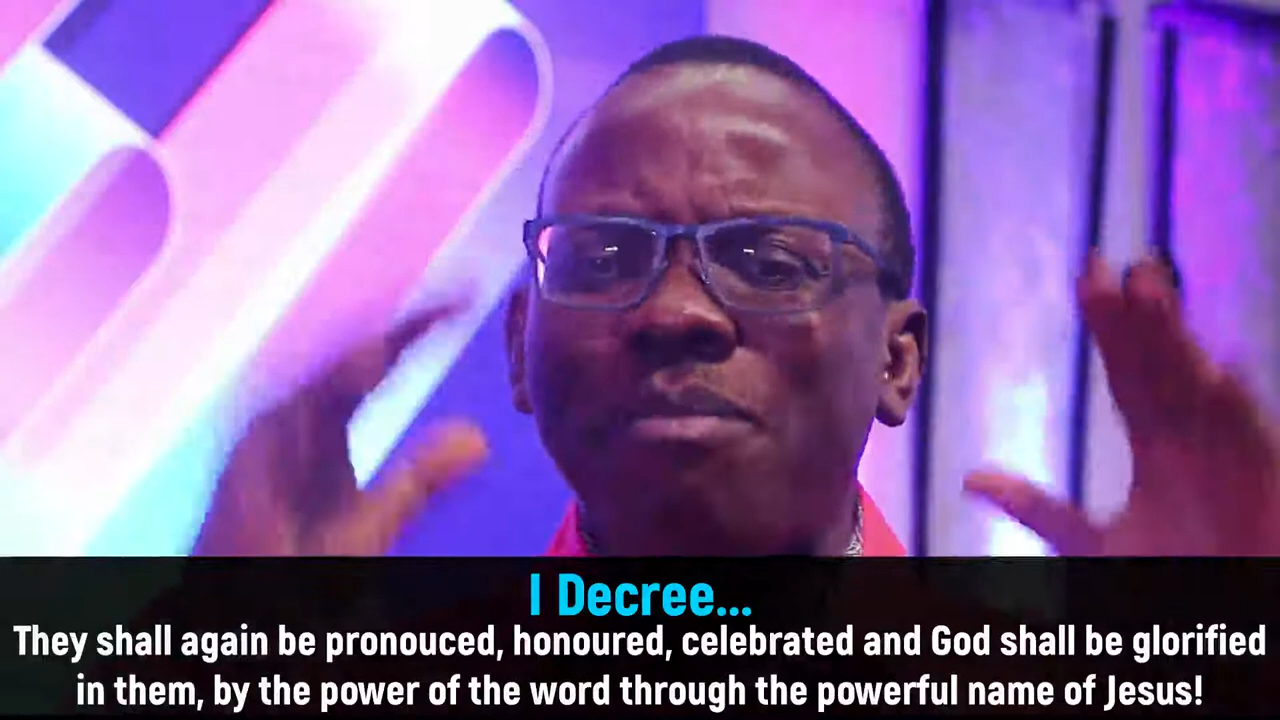 I Decree...
They shall again be pronouced, honoured, celebrated and God shall be glorified
in them, by the power of the word through the powerful name of Jesus!